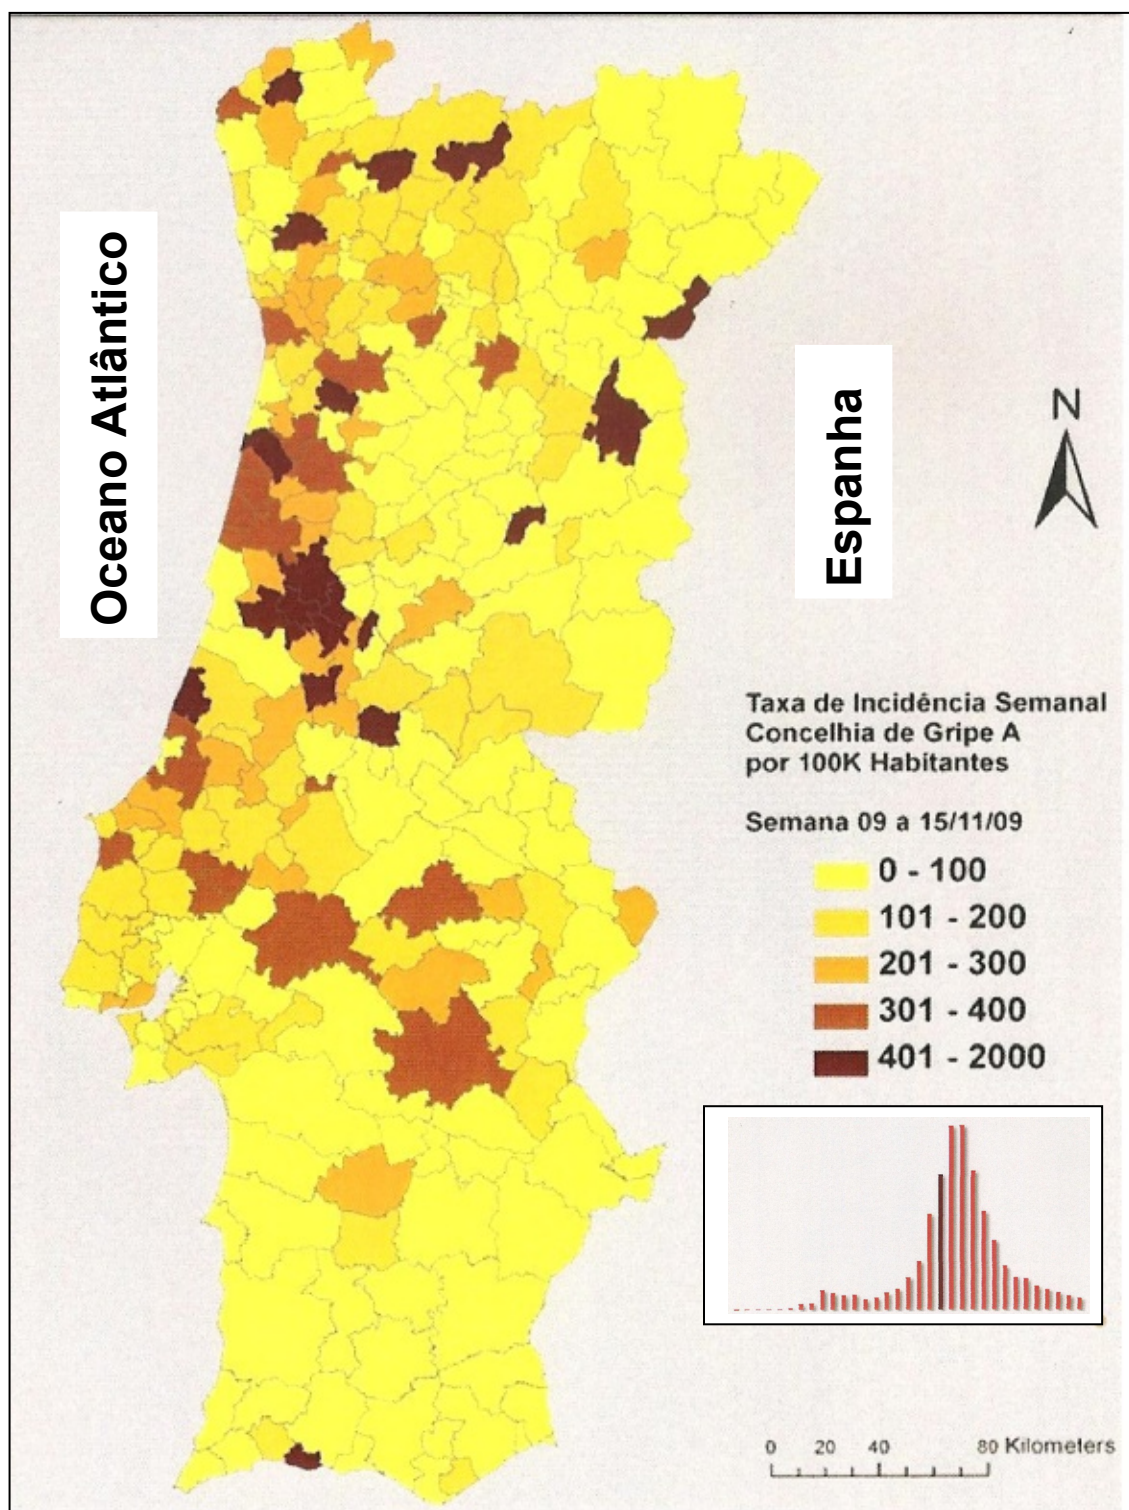 Oceano Atlântico
Espanha
N
Taxa de Incidência Semanal
Concelhia de Gripe A
por 100K Habitantes
Semana 09 a 15/11/09
0 - 100
101 - 200
201 - 300
301 - 400
401 - 2000
0 20 40 80 Kilometers